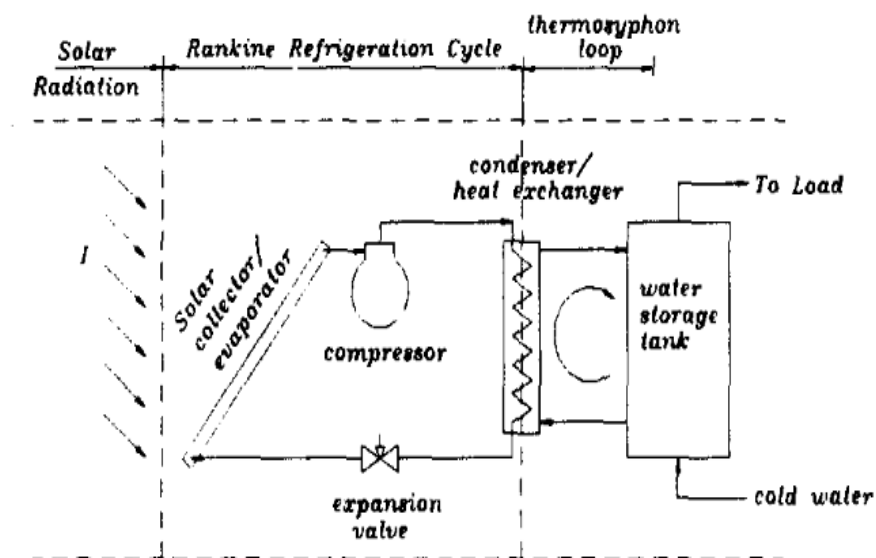 Solar
Radiation
Rankine Refrigeration Cycle
thermosyphon
loop
condenser/
heat exchanger
To Load
I
Solar
collector/
evaporator
compressor
water
storage
tank
expansion
valve
cold water